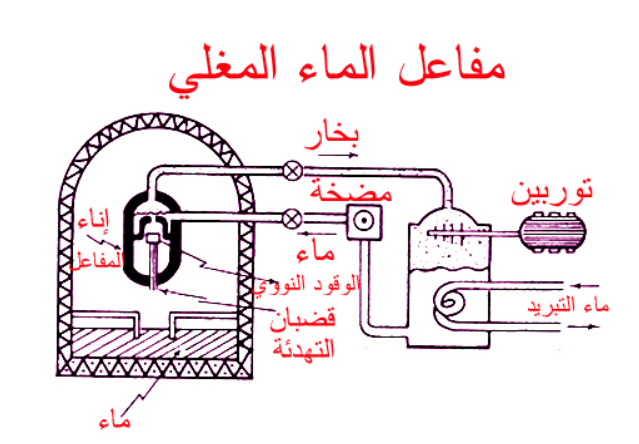 مفاعل الماء المغلي
بخار
مضخة
توربين
إناء
المفاعل
ماء
الوقود النووي
ماء التبريد
قضبان
التهدئة
ماء